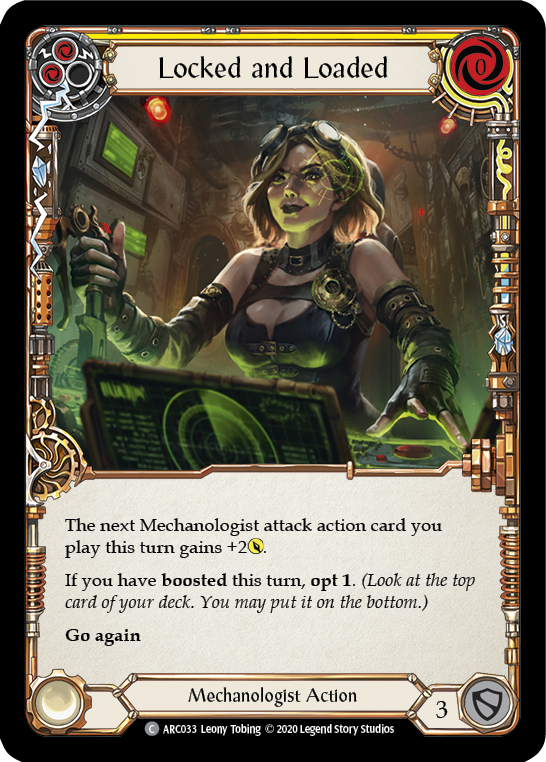 0
Locked and Loaded
The next Mechanologist attack action card you
play this turn gains +2.
If you have boosted this turn, opt 1. (Look at the top
card of your deck. You may put it on the bottom.)
Go again
Mechanologist Action
3
C ARC033 Leony Tobing © 2020 Legend Story Studios